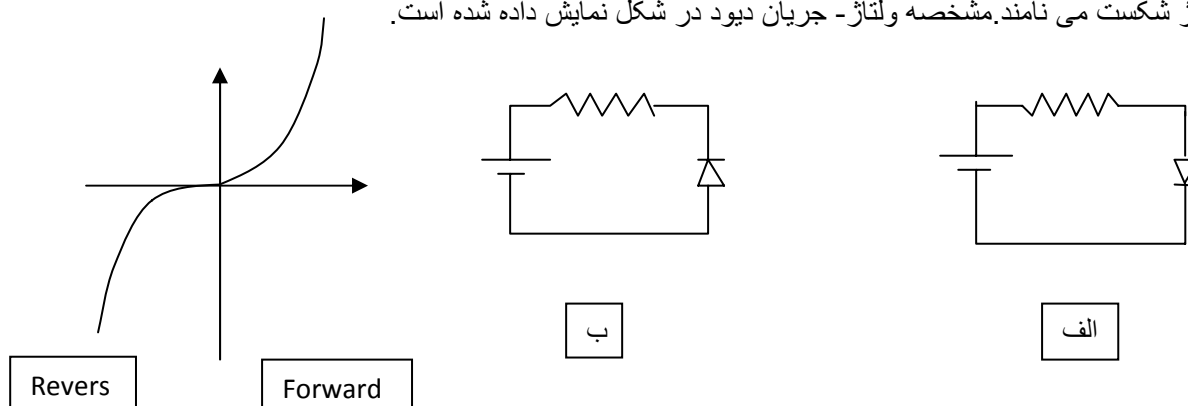 شکست می نامند.مشخصه ولتاژ- جریان دیود در شکل نمایش داده شده است.
الف
ب
Revers
Forward